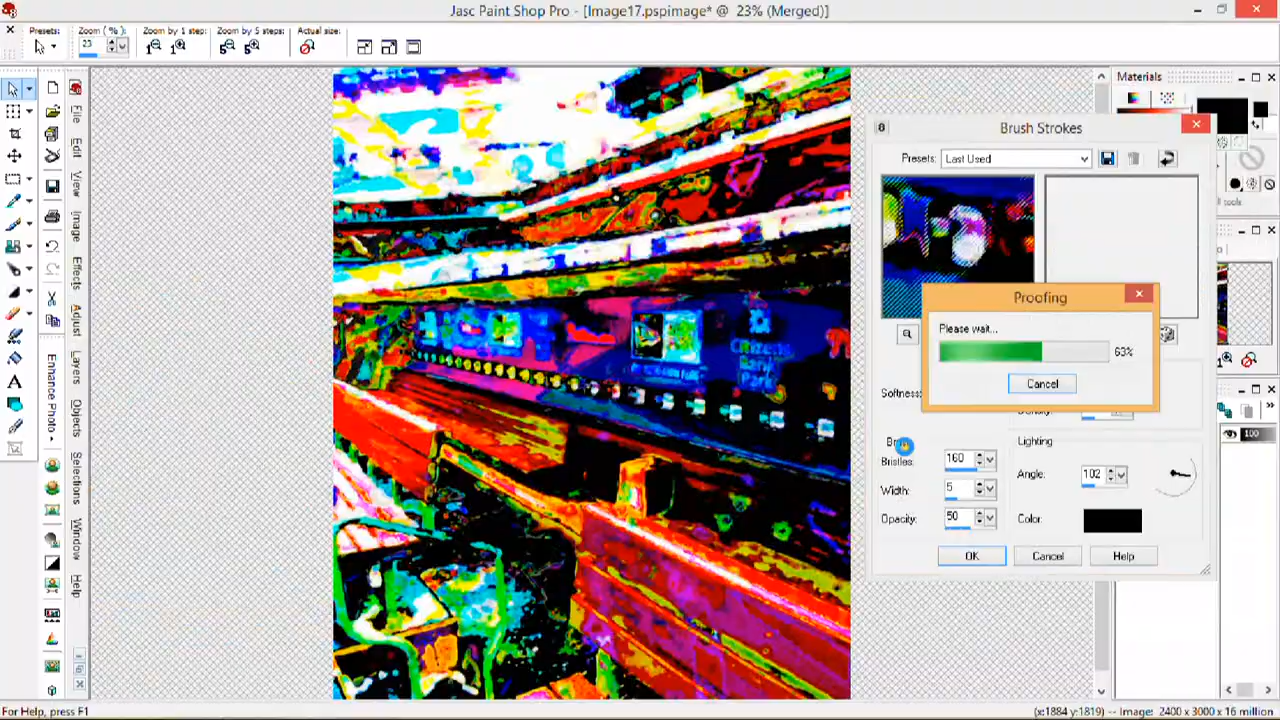 Jasc Paint Shop Pro - [Image17.pspimage* @ 23% (Merged)]
Presets:
Zoom (%):
Zoom by 1 step:
Zoom by 5 steps:
Actual size:
23
Materials
File
Edit
View
Image
Effects
Adjust
Layers
Objects
Enhance Photo
Selections
Window
Help
Brush Strokes
Presets:
Last Used
Proofing
Please wait...
63%
Cancel
Softness:
Density:
Bristles:
160
Width:
5
Opacity:
50
Lighting
Angle:
102
Color:
OK
Cancel
Help
tools
100
For Help, press F1
(x:1884 y:1819) -- Image: 2400 x 3000 x 16 million